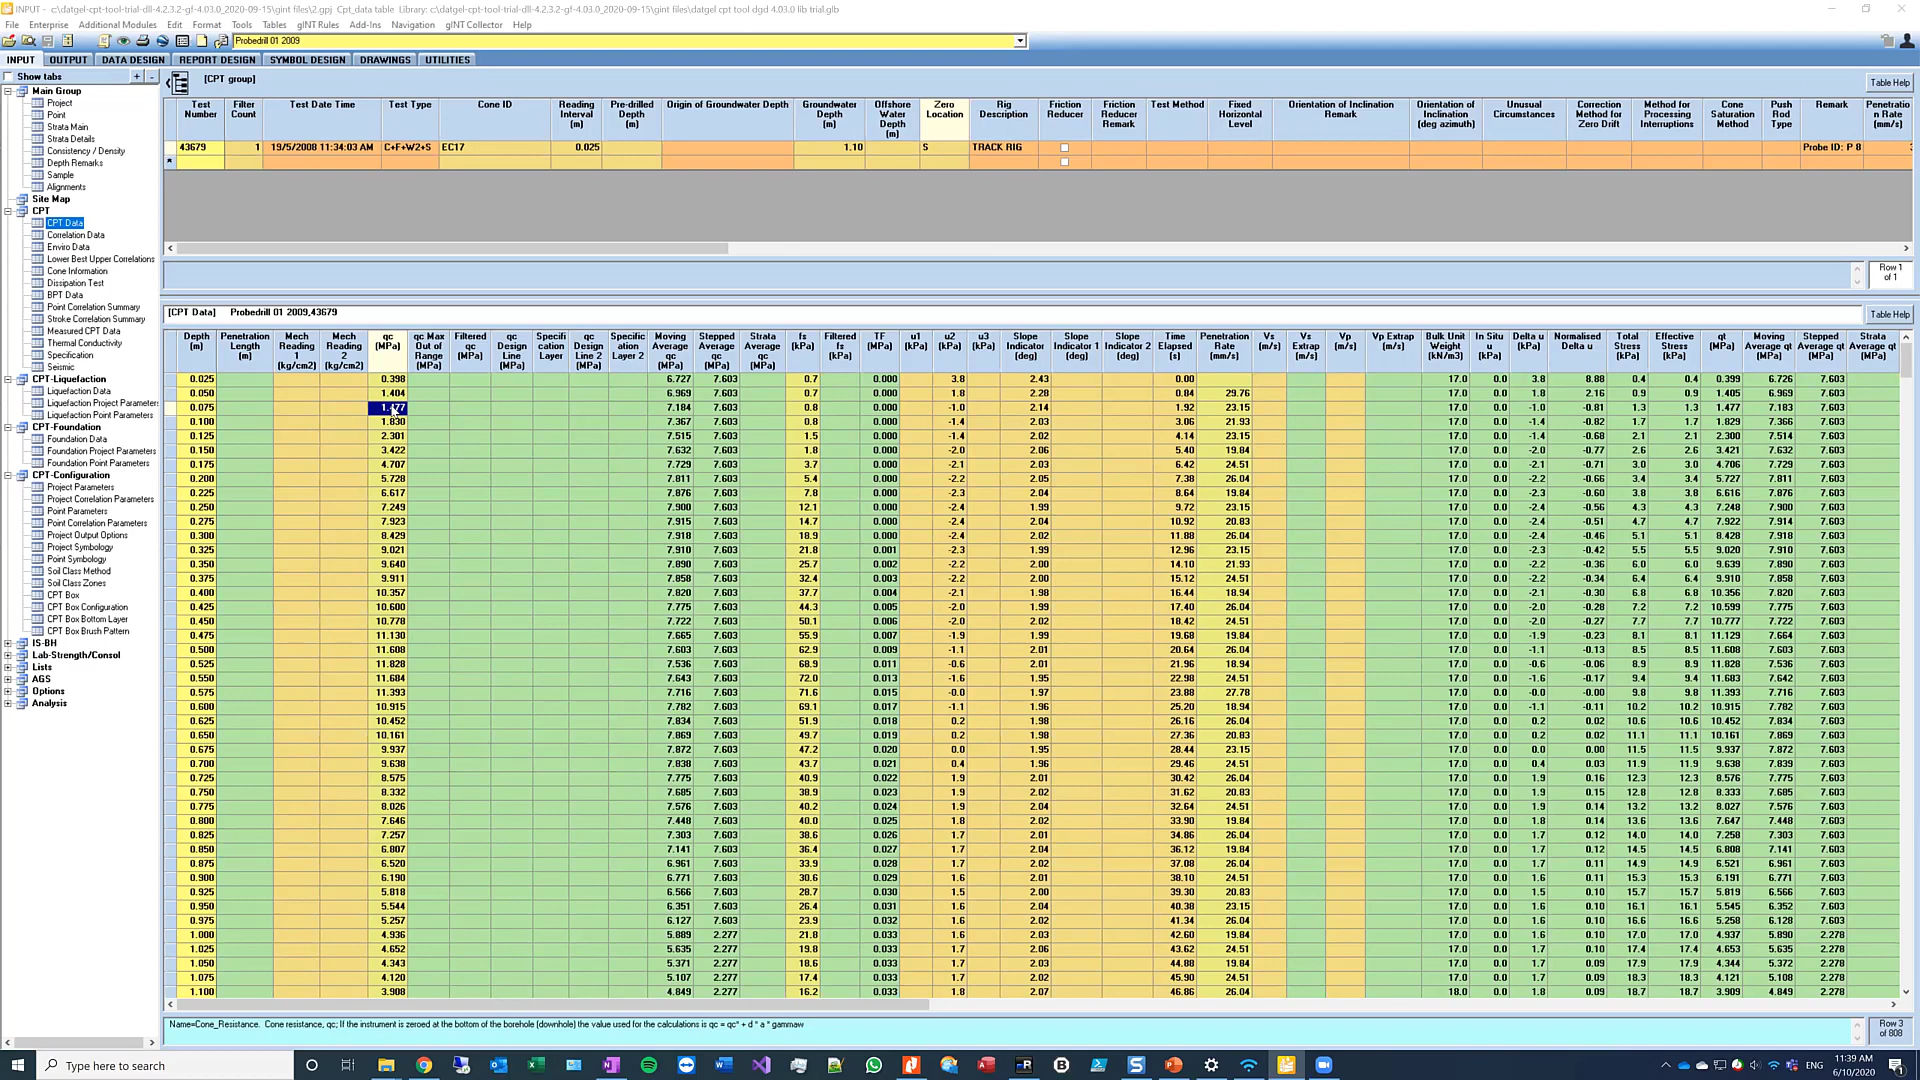 INPUT - c:\datgel-cpt-tool-trial-dll-4.2.3.2-gf-4.03.0_2020-09-15\gint files\2.gpj Cpt_data table Library: c:\datgel-cpt-tool-trial-dll-4.2.3.2-gf-4.03.0_2020-09-15\gint files\datgel cpt tool dgd 4.03.0 lib trial.glb
File Enterprise Additional Modules Edit Format Tools Tables gINT Rules Add-Ins Navigation gINT Collector Help
Probedrill 01 2009
INPUT OUTPUT DATA DESIGN REPORT DESIGN SYMBOL DESIGN DRAWINGS UTILITIES
Show tabs + -
Main Group
Project
Point
Strata Main
Strata Details
Consistency / Density
Depth Remarks
Sample
Alignments
Site Map
CPT
CPT Data
Correlation Data
Enviro Data
Lower Best Upper Correlations
Cone Information
Dissipation Test
BPT Data
Point Correlation Summary
Stroke Correlation Summary
Measured CPT Data
Thermal Conductivity
Specification
Seismic
CPT-Liquefaction
Liquefaction Data
Liquefaction Project Parameters
Liquefaction Point Parameters
CPT-Foundation
Foundation Data
Foundation Project Parameters
Foundation Point Parameters
CPT-Configuration
Project Parameters
Project Correlation Parameters
Point Parameters
Point Correlation Parameters
Project Output Options
Project Symbology
Point Symbology
Soil Class Method
Soil Class Zones
CPT Box
CPT Box Configuration
CPT Box Bottom Layer
CPT Box Brush Pattern
IS-BH
Lab-Strength/Consol
Lists
AGS
Options
Analysis
[CPT group] Table Help
Test Number Filter Count Test Date Time Test Type Cone ID Reading Interval (m) Pre-drilled Depth (m) Origin of Groundwater Depth Groundwater Depth (m) Offshore Water Depth (m) Zero Location Rig Description Friction Reducer Friction Reducer Remark Test Method Fixed Horizontal Level Orientation of Inclination Remark Orientation of Inclination (deg azimuth) Unusual Circumstances Correction Method for Zero Drift Method for Processing Interruptions Cone Saturation Method Push Rod Type Remark Penetratio n Rate (mm/s)
43679 1 19/5/2008 11:34:03 AM C+F+W2+S EC17 0.025 1.10 S TRACK RIG Probe ID: P 8
Row 1 of 1
[CPT Data] Probedrill 01 2009,43679 Table Help
Depth (m) Penetration Length (m) Mech Reading 1 (kg/cm2) Mech Reading 2 (kg/cm2) qc (MPa) qc Max Out of Range (MPa) Filtered qc (MPa) qc Design Line (MPa) Specifi cation Layer qc Design Line 2 (MPa) Specific ation Layer 2 Moving Average qc (MPa) Stepped Average qc (MPa) Strata Average qc (MPa) fs (kPa) Filtered fs (kPa) TF (MPa) u1 (kPa) u2 (kPa) u3 (kPa) Slope Indicator (deg) Slope Indicator 1 (deg) Slope Indicator 2 (deg) Time Elapsed (s) Penetration Rate (mm/s) Vs (m/s) Vs Extrap (m/s) Vp (m/s) Vp Extrap (m/s) Bulk Unit Weight (kN/m3) In Situ u (kPa) Delta u (kPa) Normalised Delta u Total Stress (kPa) Effective Stress (kPa) qt (MPa) Moving Average qt (MPa) Stepped Average qt (MPa) Strata Average qt (MPa)
0.025 0.398 6.727 7.603 0.7 0.000 3.8 2.43 0.00 17.0 0.0 3.8 8.88 0.4 0.4 0.399 6.726 7.603
0.050 1.404 6.969 7.603 0.7 0.000 1.8 2.28 0.84 29.76 17.0 0.0 1.8 2.16 0.9 0.9 1.405 6.969 7.603
0.075 1.477 7.184 7.603 0.8 0.000 -1.0 2.14 1.92 23.15 17.0 0.0 -1.0 -0.81 1.3 1.3 1.477 7.183 7.603
0.100 1.830 7.367 7.603 0.8 0.000 -1.4 2.03 3.06 21.93 17.0 0.0 -1.4 -0.82 1.7 1.7 1.829 7.366 7.603
0.125 2.301 7.515 7.603 1.5 0.000 -1.4 2.02 4.14 23.15 17.0 0.0 -1.4 -0.68 2.1 2.1 2.300 7.514 7.603
0.150 3.422 7.632 7.603 1.8 0.000 -2.0 2.06 5.40 19.84 17.0 0.0 -2.0 -0.77 2.6 2.6 3.421 7.632 7.603
0.175 4.707 7.729 7.603 3.7 0.000 -2.1 2.03 6.42 24.51 17.0 0.0 -2.1 -0.71 3.0 3.0 4.706 7.729 7.603
0.200 5.728 7.811 7.603 5.4 0.000 -2.2 2.05 7.38 26.04 17.0 0.0 -2.2 -0.66 3.4 3.4 5.727 7.811 7.603
0.225 6.617 7.876 7.603 7.8 0.000 -2.3 2.04 8.64 19.84 17.0 0.0 -2.3 -0.60 3.8 3.8 6.616 7.876 7.603
0.250 7.249 7.900 7.603 12.1 0.000 -2.4 1.99 9.72 23.15 17.0 0.0 -2.4 -0.56 4.3 4.3 7.248 7.900 7.603
0.275 7.923 7.915 7.603 14.7 0.000 -2.4 2.04 10.92 20.83 17.0 0.0 -2.4 -0.51 4.7 4.7 7.922 7.914 7.603
0.300 8.429 7.918 7.603 18.9 0.000 -2.4 2.02 11.88 26.04 17.0 0.0 -2.4 -0.46 5.1 5.1 8.428 7.918 7.603
0.325 9.021 7.910 7.603 21.8 0.001 -2.3 1.99 12.96 23.15 17.0 0.0 -2.3 -0.42 5.5 5.5 9.020 7.910 7.603
0.350 9.640 7.890 7.603 25.7 0.002 -2.2 2.00 14.10 21.93 17.0 0.0 -2.2 -0.36 6.0 6.0 9.639 7.890 7.603
0.375 9.911 7.858 7.603 32.4 0.003 -2.2 2.00 15.12 24.51 17.0 0.0 -2.2 -0.34 6.4 6.4 9.910 7.858 7.603
0.400 10.357 7.820 7.603 37.7 0.004 -2.1 1.98 16.44 18.94 17.0 0.0 -2.1 -0.30 6.8 6.8 10.356 7.820 7.603
0.425 10.600 7.775 7.603 44.3 0.005 -2.0 1.99 17.40 26.04 17.0 0.0 -2.0 -0.28 7.2 7.2 10.599 7.775 7.603
0.450 10.778 7.722 7.603 50.1 0.006 -2.0 2.02 18.42 26.04 17.0 0.0 -2.0 -0.27 7.7 7.7 10.777 7.722 7.603
0.475 11.130 7.665 7.603 55.9 0.007 -1.9 1.99 19.68 19.84 17.0 0.0 -1.9 -0.23 8.1 8.1 11.129 7.664 7.603
0.500 11.608 7.603 7.603 62.9 0.009 -1.1 2.01 20.64 26.04 17.0 0.0 -1.1 -0.13 8.5 8.5 11.608 7.603 7.603
0.525 11.828 7.536 7.603 68.9 0.011 -0.6 2.01 21.96 18.94 17.0 0.0 -0.6 -0.06 8.9 8.9 11.828 7.536 7.603
0.550 11.684 7.643 7.603 72.0 0.013 -1.6 1.95 22.98 24.51 17.0 0.0 -1.6 -0.17 9.4 9.4 11.683 7.642 7.603
0.575 11.393 7.716 7.603 71.6 0.015 -0.0 1.97 23.88 27.78 17.0 0.0 -0.0 -0.00 9.8 9.8 11.393 7.716 7.603
0.600 10.915 7.782 7.603 69.1 0.017 -1.1 1.96 25.20 18.94 17.0 0.0 -1.1 -0.11 10.2 10.2 10.915 7.782 7.603
0.625 10.452 7.834 7.603 51.9 0.018 0.2 1.98 26.16 26.04 17.0 0.0 0.2 0.02 10.6 10.6 10.452 7.834 7.603
0.650 10.161 7.869 7.603 49.7 0.019 0.2 1.98 27.36 20.83 17.0 0.0 0.2 0.02 11.1 11.1 10.161 7.869 7.603
0.675 9.937 7.872 7.603 47.2 0.020 0.0 1.95 28.44 23.15 17.0 0.0 0.0 0.00 11.5 11.5 9.937 7.872 7.603
0.700 9.638 7.838 7.603 43.7 0.021 0.4 1.96 29.46 24.51 17.0 0.0 0.4 0.03 11.9 11.9 9.638 7.839 7.603
0.725 8.575 7.775 7.603 40.9 0.022 1.9 2.01 30.42 26.04 17.0 0.0 1.9 0.16 12.3 12.3 8.576 7.775 7.603
0.750 8.332 7.685 7.603 38.9 0.023 1.9 2.02 31.62 20.83 17.0 0.0 1.9 0.15 12.8 12.8 8.333 7.685 7.603
0.775 8.026 7.576 7.603 40.2 0.024 1.9 2.04 32.64 24.51 17.0 0.0 1.9 0.14 13.2 13.2 8.027 7.576 7.603
0.800 7.646 7.448 7.603 40.0 0.025 1.8 2.02 33.90 19.84 17.0 0.0 1.8 0.14 13.6 13.6 7.647 7.448 7.603
0.825 7.257 7.303 7.603 38.6 0.026 1.7 2.01 34.86 26.04 17.0 0.0 1.7 0.12 14.0 14.0 7.258 7.303 7.603
0.850 6.807 7.141 7.603 36.4 0.027 1.7 2.04 36.12 19.84 17.0 0.0 1.7 0.12 14.5 14.5 6.808 7.141 7.603
0.875 6.520 6.961 7.603 33.9 0.028 1.7 2.02 37.08 26.04 17.0 0.0 1.7 0.11 14.9 14.9 6.521 6.961 7.603
0.900 6.190 6.771 7.603 30.6 0.029 1.6 2.01 38.10 24.51 17.0 0.0 1.6 0.11 15.3 15.3 6.191 6.771 7.603
0.925 5.818 6.566 7.603 28.7 0.030 1.5 2.00 39.30 20.83 17.0 0.0 1.5 0.10 15.7 15.7 5.819 6.566 7.603
0.950 5.544 6.351 7.603 26.4 0.031 1.6 2.04 40.38 23.15 17.0 0.0 1.6 0.10 16.1 16.1 5.545 6.352 7.603
0.975 5.257 6.127 7.603 23.9 0.032 1.6 2.02 41.34 26.04 17.0 0.0 1.6 0.10 16.6 16.6 5.258 6.128 7.603
1.000 4.936 5.889 2.277 21.8 0.033 1.6 2.03 42.60 19.84 17.0 0.0 1.6 0.10 17.0 17.0 4.937 5.890 2.278
1.025 4.652 5.635 2.277 19.8 0.033 1.7 2.06 43.62 24.51 17.0 0.0 1.7 0.10 17.4 17.4 4.653 5.635 2.278
1.050 4.343 5.371 2.277 18.6 0.033 1.7 2.03 44.88 19.84 17.0 0.0 1.7 0.09 17.9 17.9 4.344 5.372 2.278
1.075 4.120 5.107 2.277 17.4 0.033 1.7 2.02 45.90 24.51 17.0 0.0 1.7 0.09 18.3 18.3 4.121 5.108 2.278
1.100 3.908 4.849 2.277 16.2 0.033 1.8 2.07 46.86 26.04 18.0 0.0 1.8 0.09 18.7 18.7 3.909 4.849 2.278
Name=Cone_Resistance. Cone resistance, qc; If the instrument is zeroed at the bottom of the borehole (downhole) the value used for the calculations is qc = qc* + d * a * gammaw
Row 3 of 808
Type here to search
ENG
11:39 AM
6/10/2020